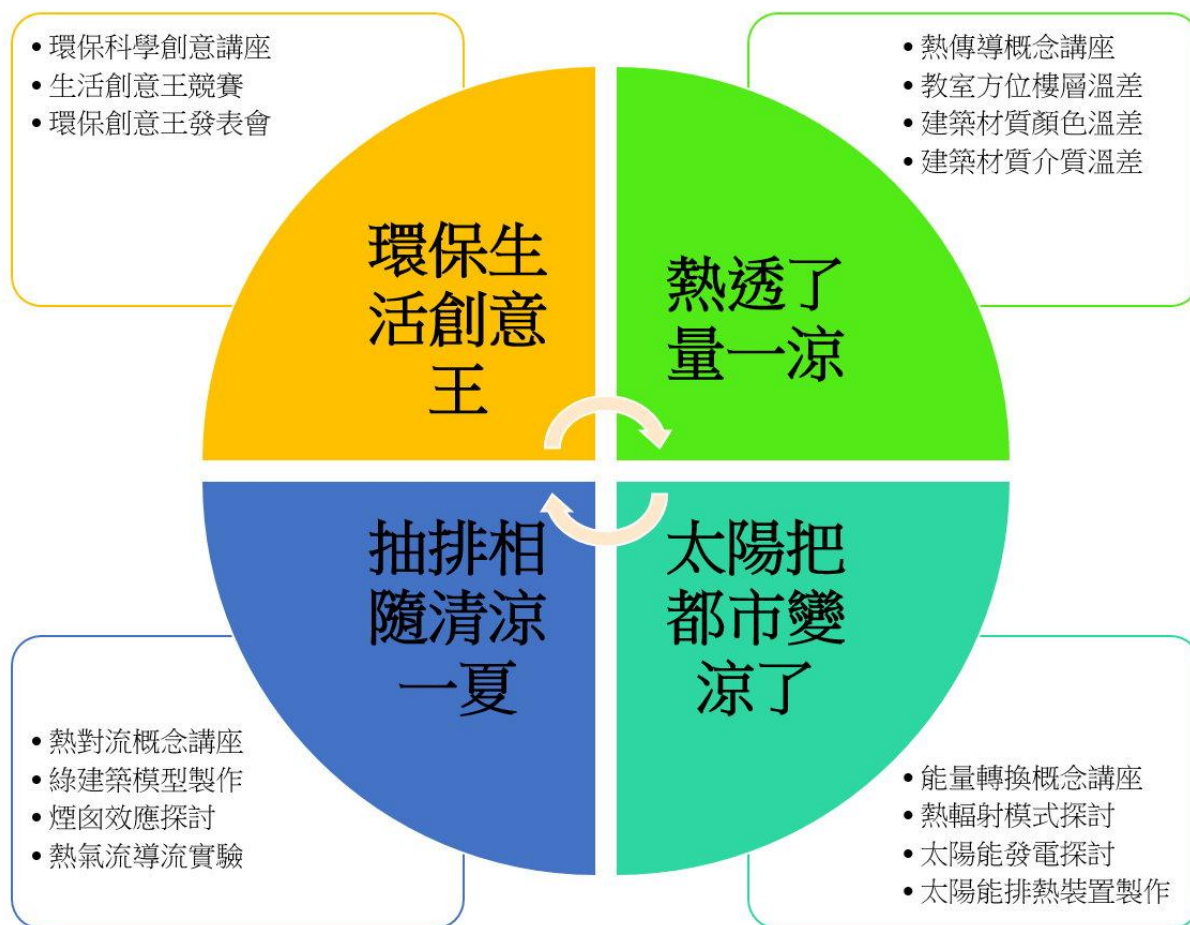 • 環保科學創意講座
• 生活創意王競賽
• 環保創意王發表會
• 熱傳導概念講座
• 教室方位樓層溫差
• 建築材質顏色溫差
• 建築材質介質溫差
環保生
活創意
王
熱透了
量一涼
抽排相
隨清涼
一夏
太陽把
都市變
涼了
• 熱對流概念講座
• 綠建築模型製作
• 煙囪效應探討
• 熱氣流導流實驗
• 能量轉換概念講座
• 熱輻射模式探討
• 太陽能發電探討
• 太陽能排熱裝置製作